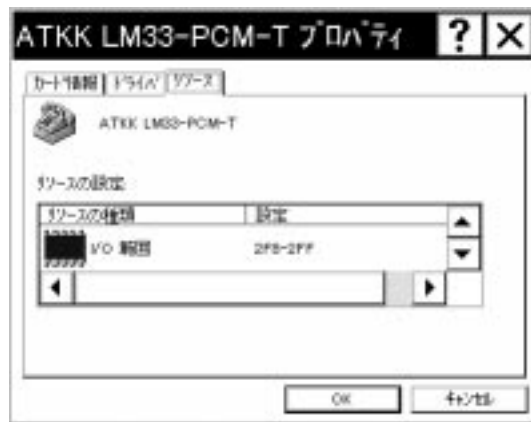 ATKK LM33-PCM-T プロパティ
カード情報 ドライバ リソース
ATKK LM33-PCM-T
リソースの設定
リソースの種類 設定
I/O 範囲 2F8-2FF
OK キャンセル